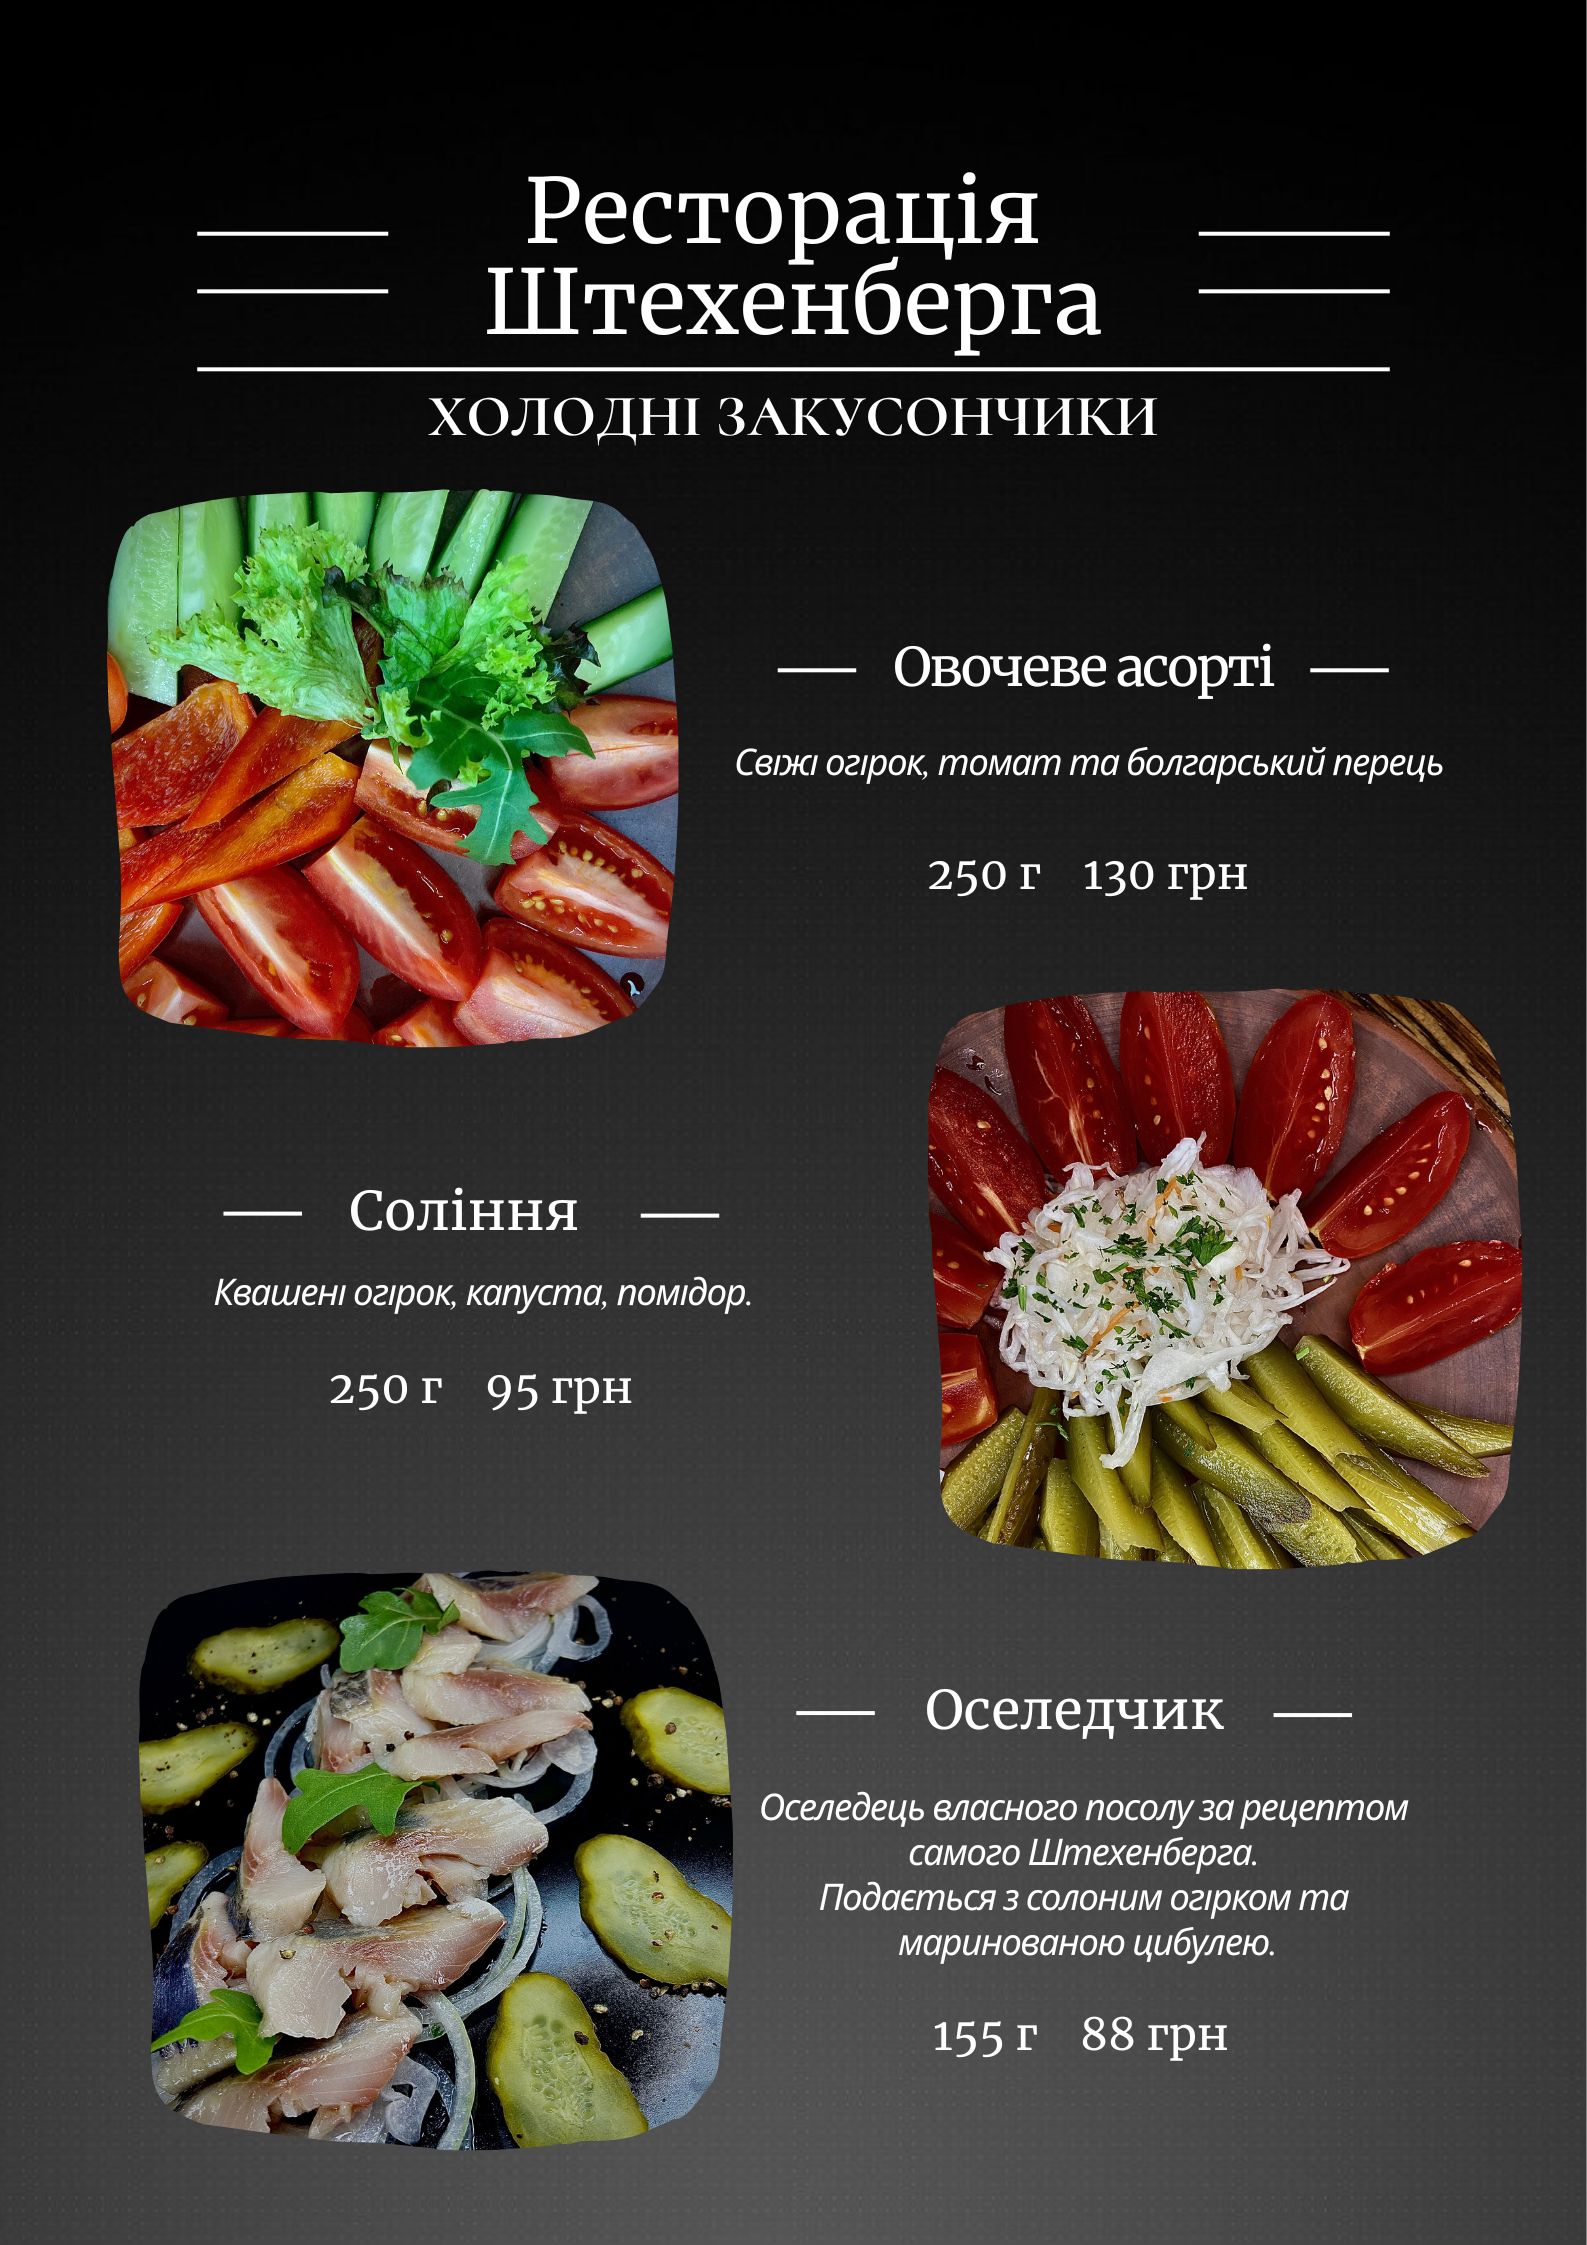 Ресторація
Штехенберга
ХОЛОДНІ ЗАКУСОНЧИКИ
Овочеве асорті
Свіжі огірок, томат та болгарський перець
250 г 130 грн
Соління
Квашені огірок, капуста, помідор.
250 г 95 грн
Оселедчик
Оселедець власного посолу за рецептом
самого Штехенберга.
Подається з солоним огірком та
маринованою цибулею.
155 г 88 грн